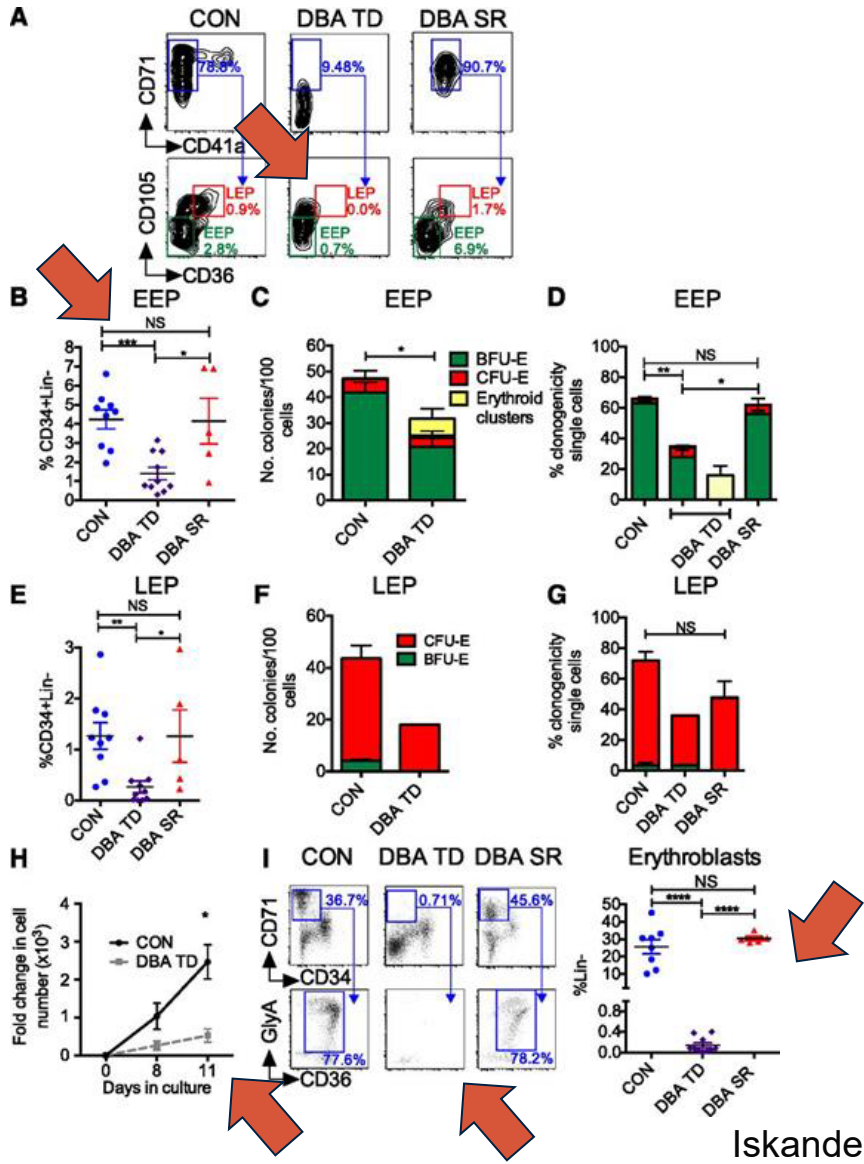 A
CON DBA TD DBA SR
CD71
78.8% 9.48% 90.7%
CD41a
CD105
LEP LEP LEP
0.9% 0.0% 1.7%
EEP EEP EEP
2.8% 0.7% 6.9%
CD36
B EEP
NS
*** *
% CD34+Lin-
8
7
6
5
4
3
2
1
0
CON DBA TD DBA SR
C EEP
*
No. colonies/100
cells
60
50
40
30
20
10
0
BFU-E
CFU-E
Erythroid
clusters
CON DBA TD
D EEP
NS
** *
% clonogenicity
single cells
100
80
60
40
20
0
CON DBA TD DBA SR
E LEP
NS
** *
%CD34+Lin-
3
2
1
0
CON DBA TD DBA SR
F LEP
No. colonies/100
cells
60
40
20
0
CFU-E
BFU-E
CON DBA TD
G LEP
NS
% clonogenicity
single cells
100
80
60
40
20
0
CON DBA TD DBA SR
H
Fold change in cell
number (x10³)
4
3
2
1
0
*
CON
DBA TD
0 8 11
Days in culture
I CON DBA TD DBA SR
CD71
36.7% 0.71% 45.6%
CD34
GlyA
77.6% 78.2%
CD36
Erythroblasts
NS
**** ****
%Lin-
50
40
30
20
10
0.8
0.4
0.0
CON DBA TD DBA SR
Iskande